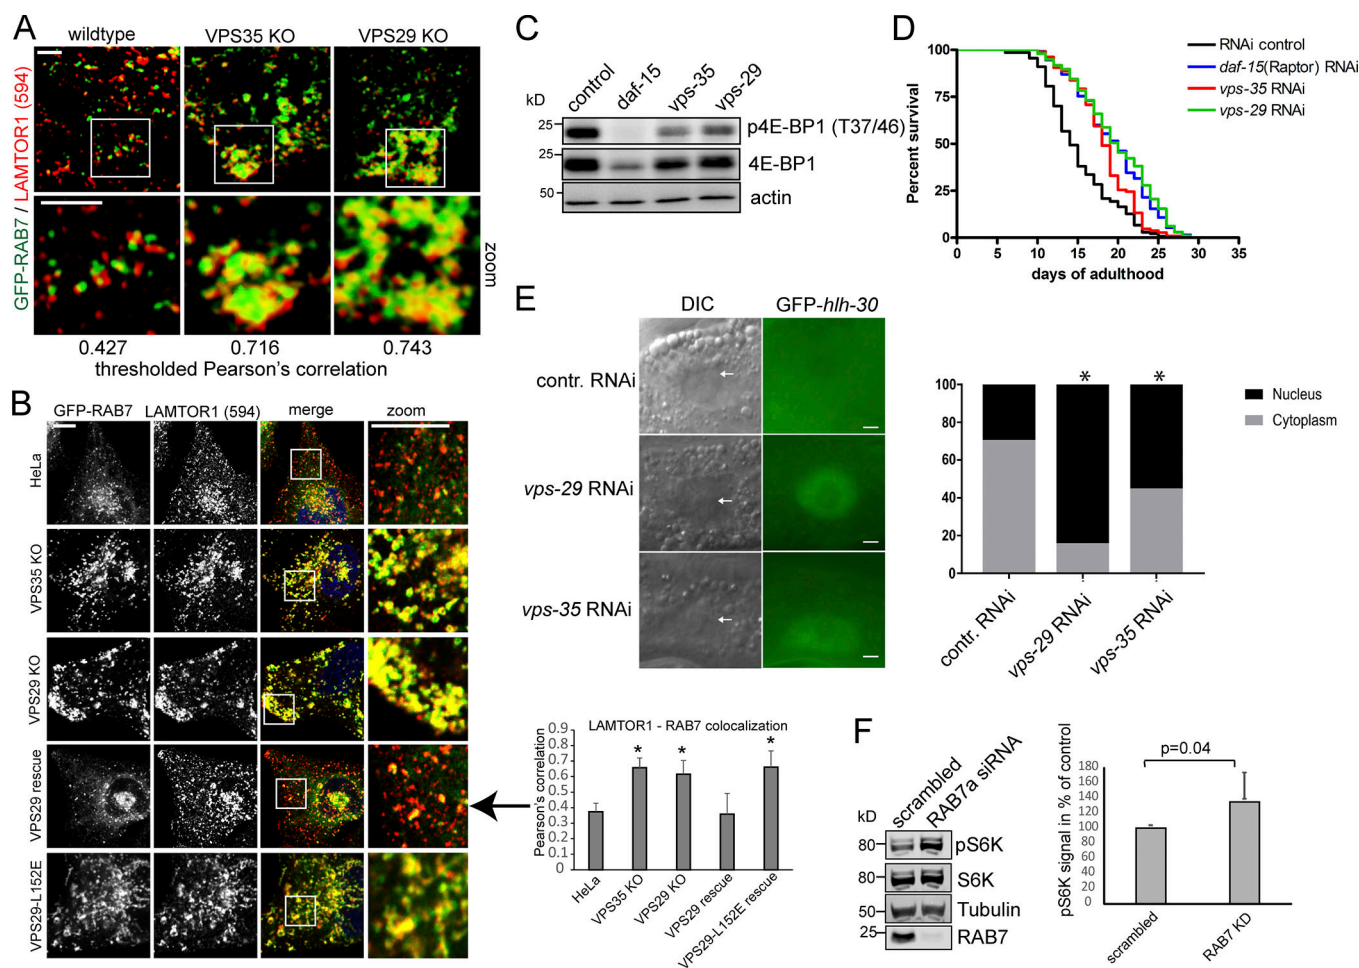 A
wildtype
VPS35 KO
VPS29 KO
GFP-RAB7 / LAMTOR1 (594)
zoom
0.427
0.716
0.743
thresholded Pearson's correlation
B
GFP-RAB7
LAMTOR1 (594)
merge
zoom
HeLa
VPS35 KO
VPS29 KO
VPS29 rescue
VPS29-L152E
LAMTOR1 - RAB7 colocalization
Pearson's correlation
0.9
0.8
0.7
0.6
0.5
0.4
0.3
0.2
0.1
0
* * *
HeLa
VPS35 KO
VPS29 KO
VPS29 rescue
VPS29-L152E rescue
C
kD
control
daf-15
vps-35
vps-29
25
p4E-BP1 (T37/46)
25
4E-BP1
50
actin
D
Percent survival
100
75
50
25
0
0 5 10 15 20 25 30 35
days of adulthood
RNAi control
daf-15(Raptor) RNAi
vps-35 RNAi
vps-29 RNAi
E
DIC
GFP-hlh-30
contr. RNAi
vps-29 RNAi
vps-35 RNAi
100
80
60
40
20
0
* *
contr. RNAi
vps-29 RNAi
vps-35 RNAi
Nucleus
Cytoplasm
F
kD
scrambled
RAB7a siRNA
80
pS6K
80
S6K
50
Tubulin
25
RAB7
pS6K signal in % of control
p=0.04
180
160
140
120
100
80
60
40
20
0
scrambled
RAB7 KD